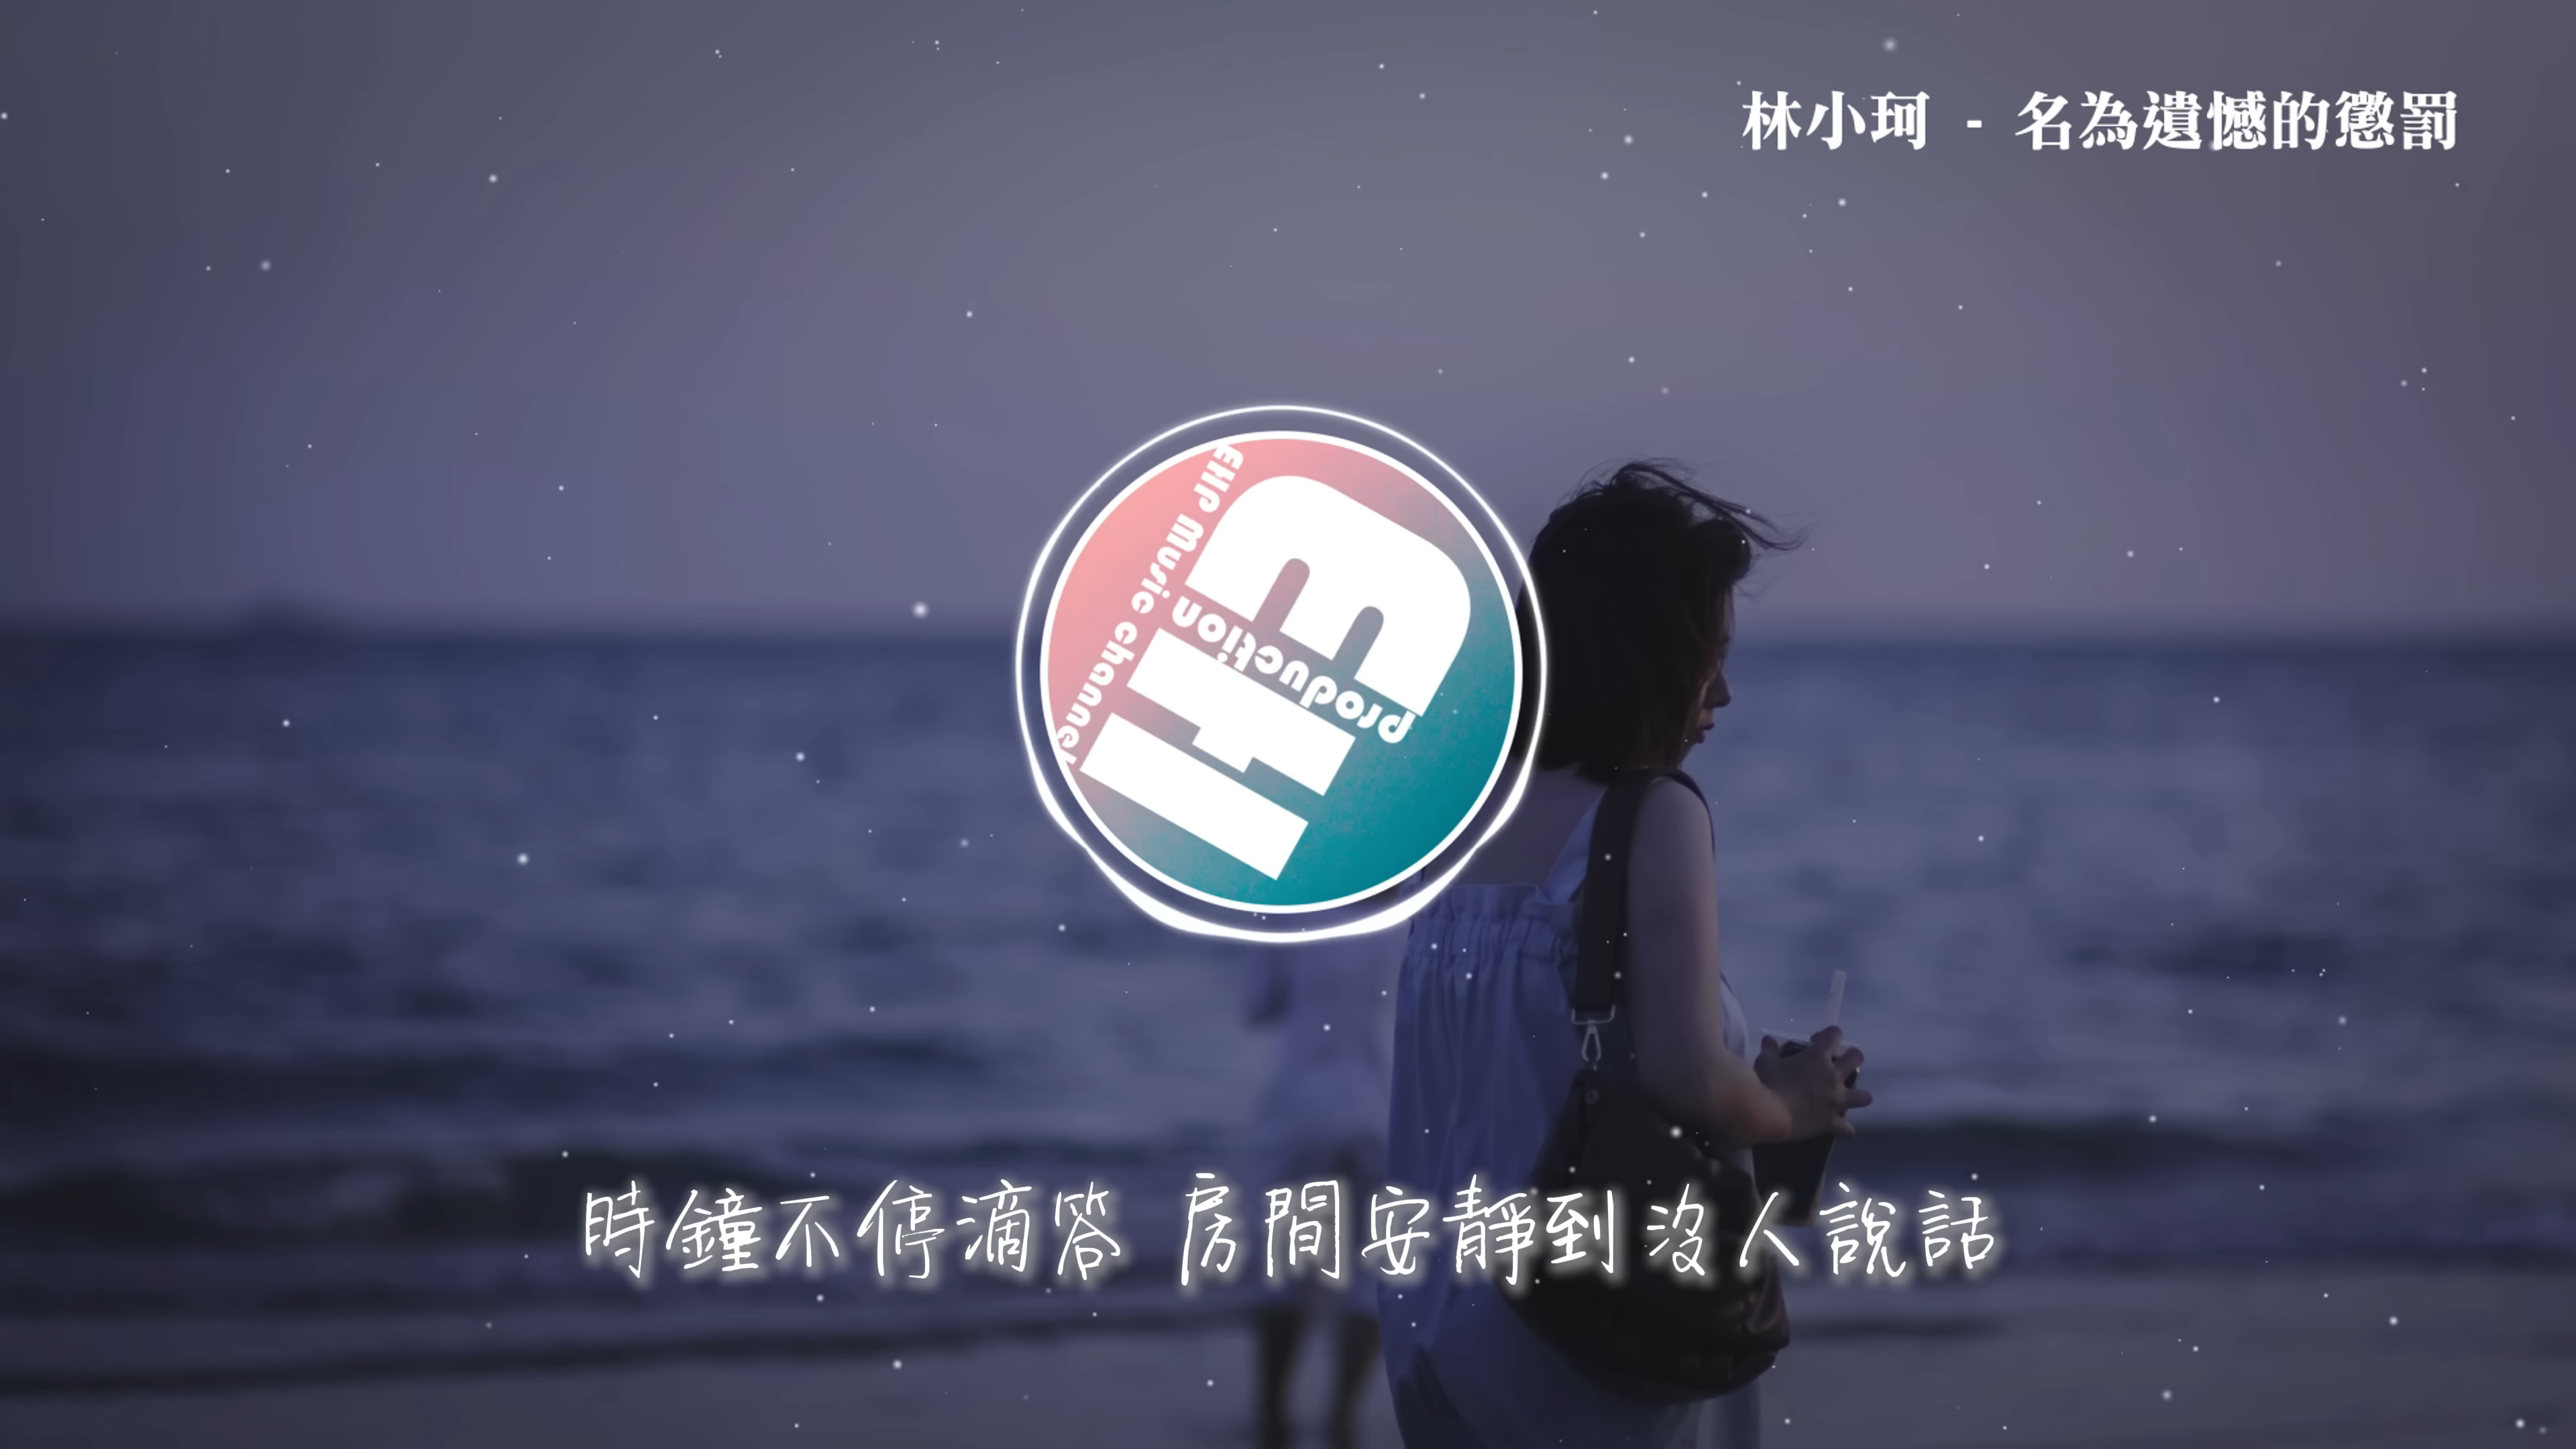 林小珂 - 名為遺憾的懲罰
EHP Music channel
production
EH
時鐘不停滴答 房間安靜到沒人說話